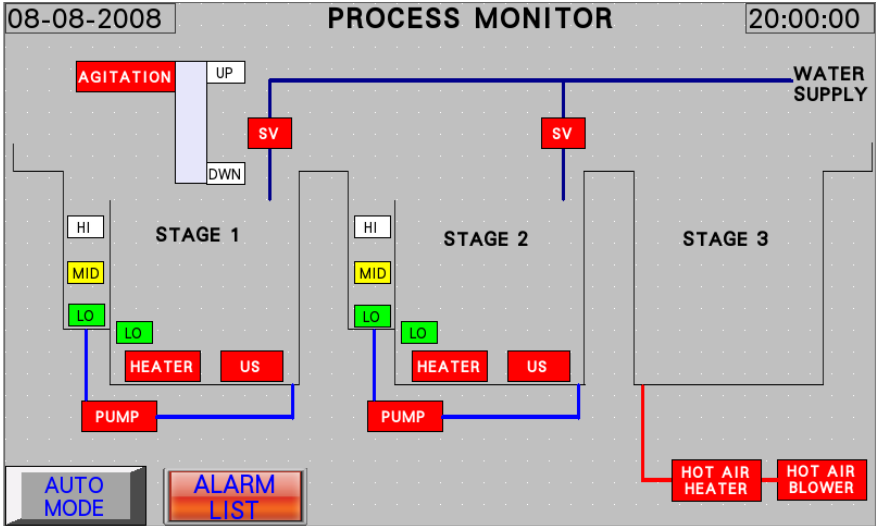 08-08-2008
PROCESS MONITOR
20:00:00
AGITATION
UP
WATER
SUPPLY
SV
SV
DWN
HI
STAGE 1
HI
STAGE 2
STAGE 3
MID
MID
LO
LO
LO
LO
HEATER
US
HEATER
US
PUMP
PUMP
HOT AIR
HEATER
HOT AIR
BLOWER
AUTO
MODE
ALARM
LIST